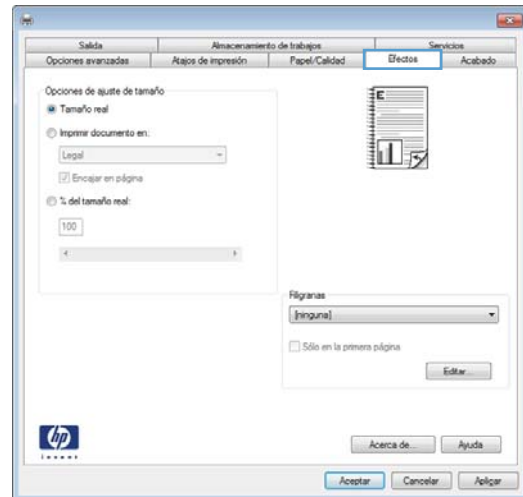 Salida Almacenamiento de trabajos Servicios
Opciones avanzadas Atajos de impresión Papel/Calidad Efectos Acabado
Opciones de ajuste de tamaño
Tamaño real
Imprimir documento en:
Legal
Encajar en página
% del tamaño real:
100
E
Filigranas
[ninguna]
Sólo en la primera página
Editar...
hp
invent
Acerca de... Ayuda
Aceptar Cancelar Aplicar